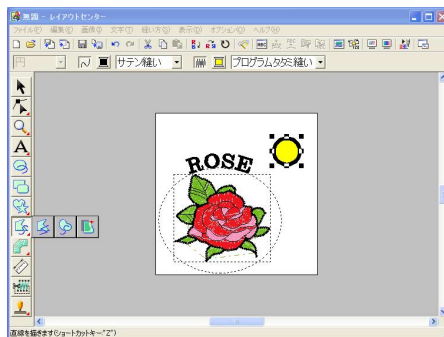 無題 - レイアウトセンター
ファイル(F) 編集(E) 画像(I) 文字(T) 縫い方(S) 表示(D) オプション(O) ヘルプ(H)
円 サテン縫い プログラムタタミ縫い
ROSE
直線を描きます(ショートカットキー:"Z")